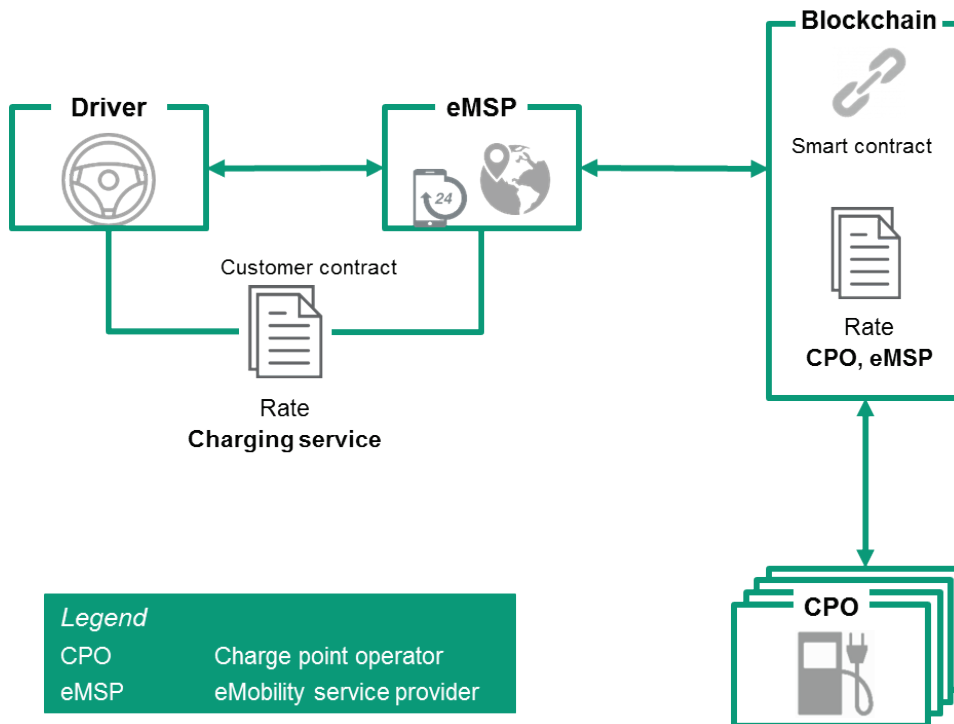 Blockchain
Driver
eMSP
Smart contract
24
Customer contract
Rate
CPO, eMSP
Rate
Charging service
Legend
CPO Charge point operator
eMSP eMobility service provider
CPO